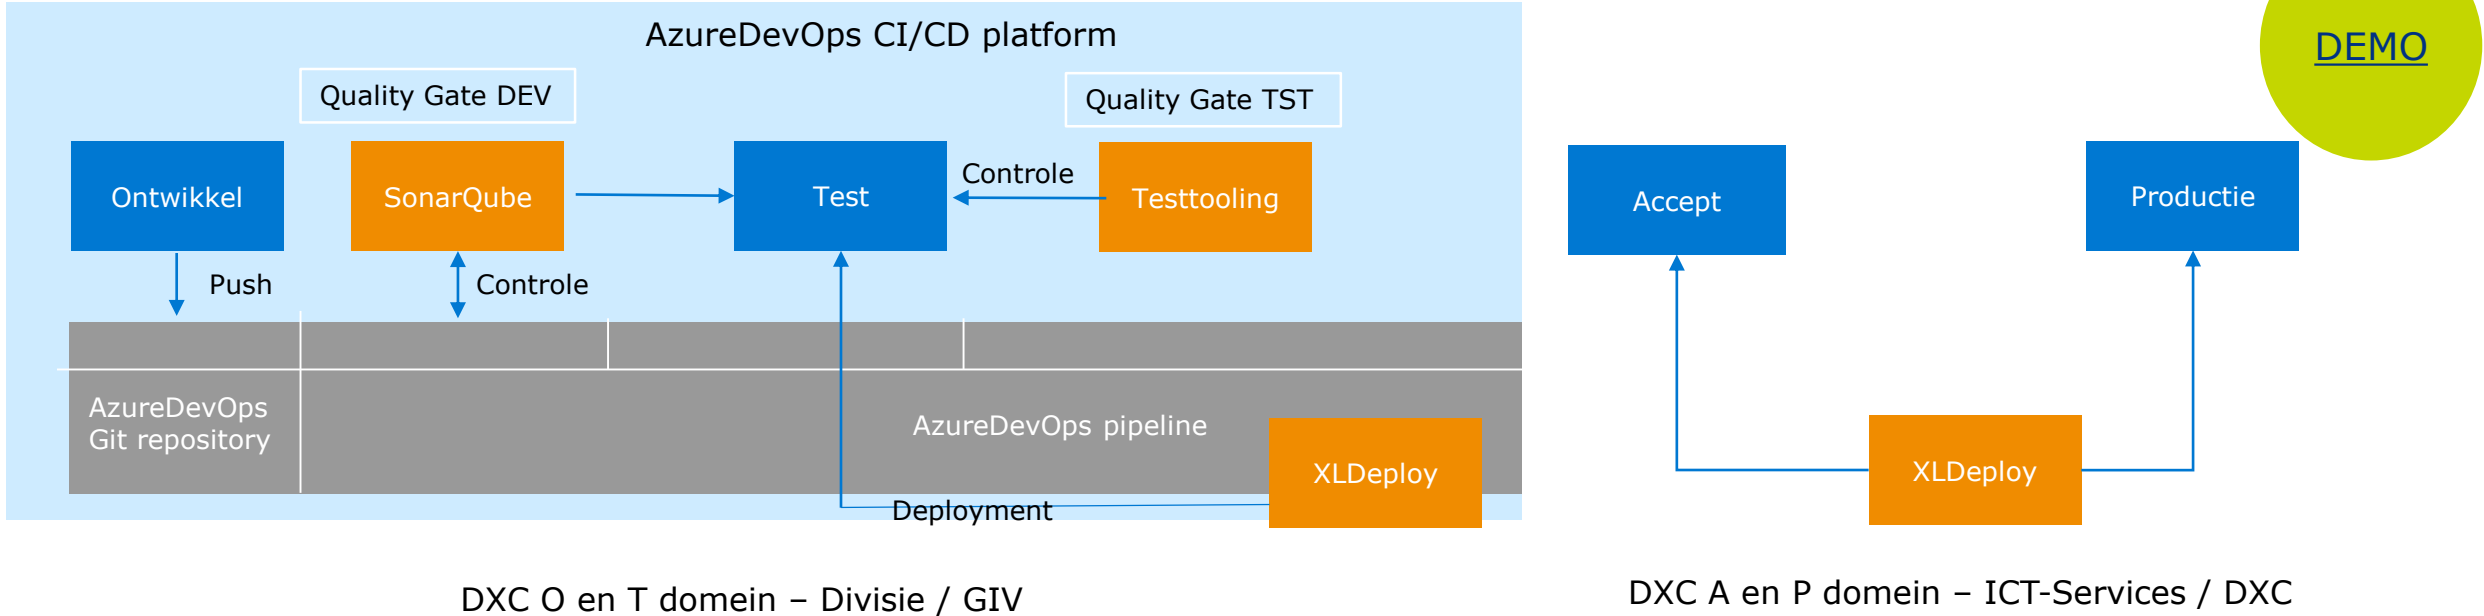 AzureDevOps CI/CD platform
DEMO
Quality Gate DEV
Quality Gate TST
Ontwikkel
SonarQube
Test
Controle
Testtooling
Accept
Productie
Push
Controle
AzureDevOps
Git repository
AzureDevOps pipeline
XLDeploy
XLDeploy
Deployment
DXC O en T domein – Divisie / GIV
DXC A en P domein – ICT-Services / DXC